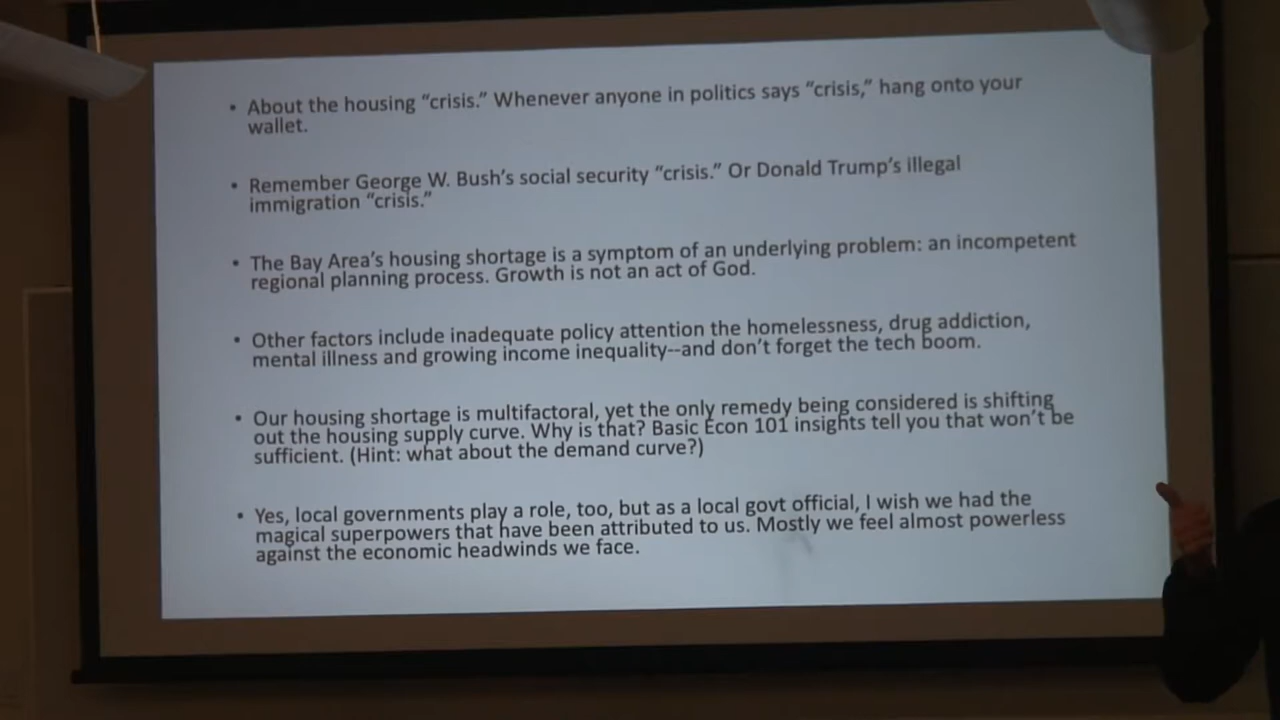 • About the housing “crisis.” Whenever anyone in politics says “crisis,” hang onto your
wallet.
• Remember George W. Bush’s social security “crisis.” Or Donald Trump’s illegal
immigration “crisis.”
• The Bay Area’s housing shortage is a symptom of an underlying problem: an incompetent
regional planning process. Growth is not an act of God.
• Other factors include inadequate policy attention the homelessness, drug addiction,
mental illness and growing income inequality--and don’t forget the tech boom.
• Our housing shortage is multifactoral, yet the only remedy being considered is shifting
out the housing supply curve. Why is that? Basic Econ 101 insights tell you that won’t be
sufficient. (Hint: what about the demand curve?)
• Yes, local governments play a role, too, but as a local govt official, I wish we had the
magical superpowers that have been attributed to us. Mostly we feel almost powerless
against the economic headwinds we face.